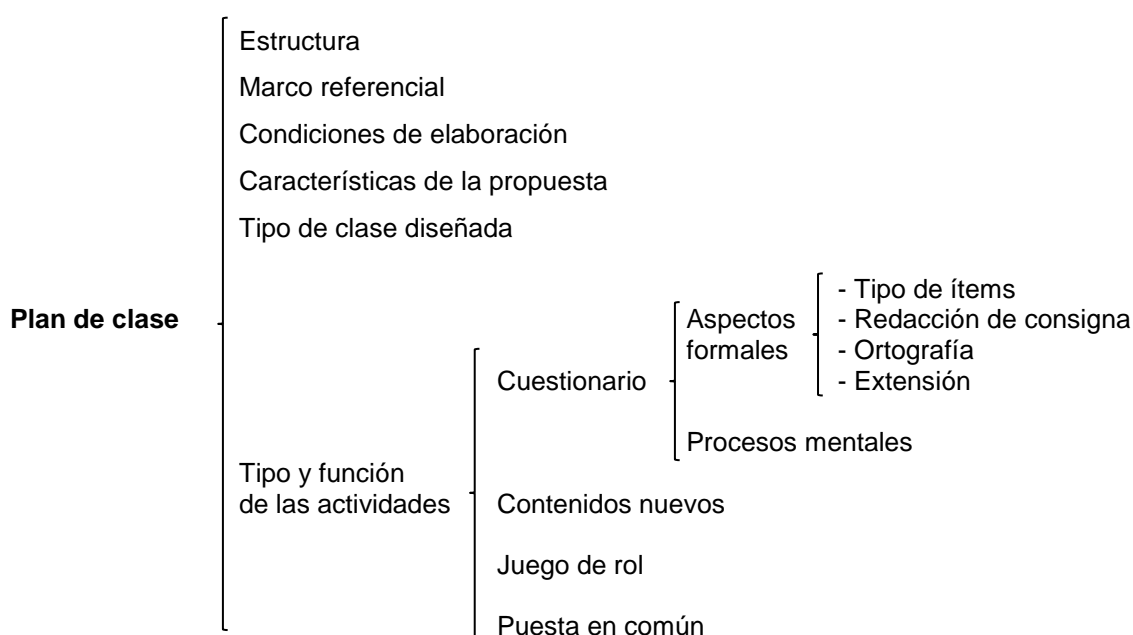 Estructura
Marco referencial
Condiciones de elaboración
Características de la propuesta
Tipo de clase diseñada
Plan de clase
- Tipo de ítems
Aspectos
formales
- Redacción de consigna
- Ortografía
- Extensión
Cuestionario
Procesos mentales
Tipo y función
de las actividades
Contenidos nuevos
Juego de rol
Puesta en común